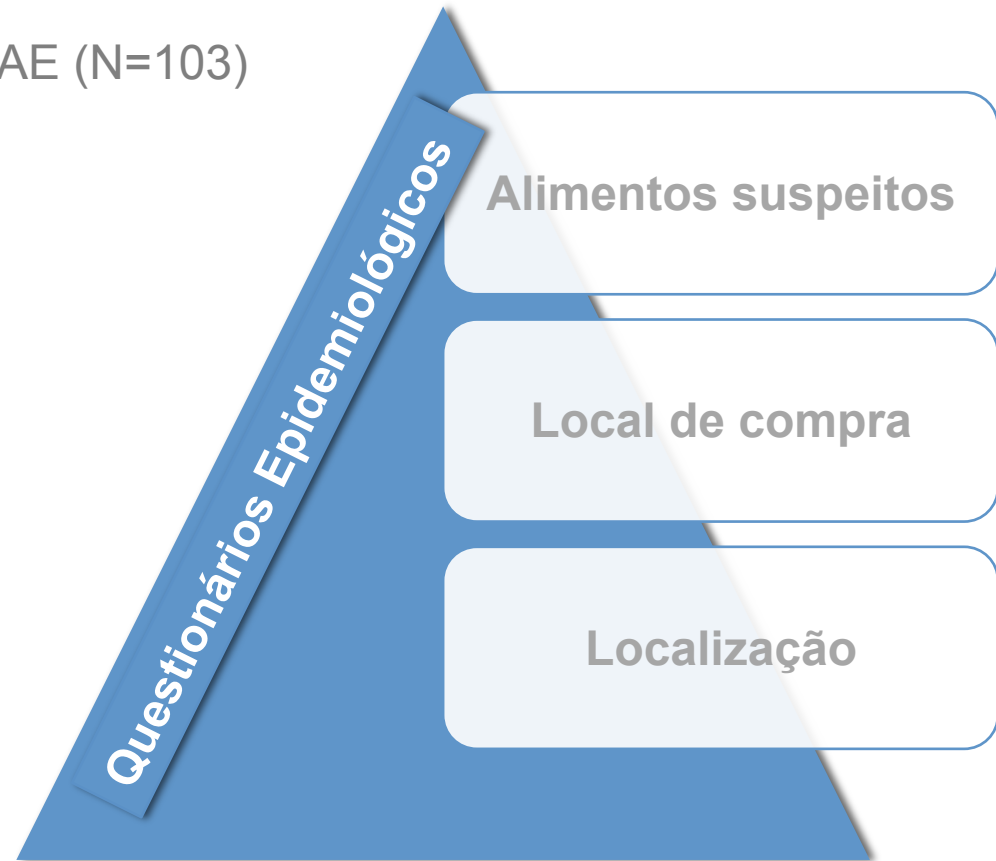 AE (N=103)
Questionários Epidemiológicos
Alimentos suspeitos
Local de compra
Localização